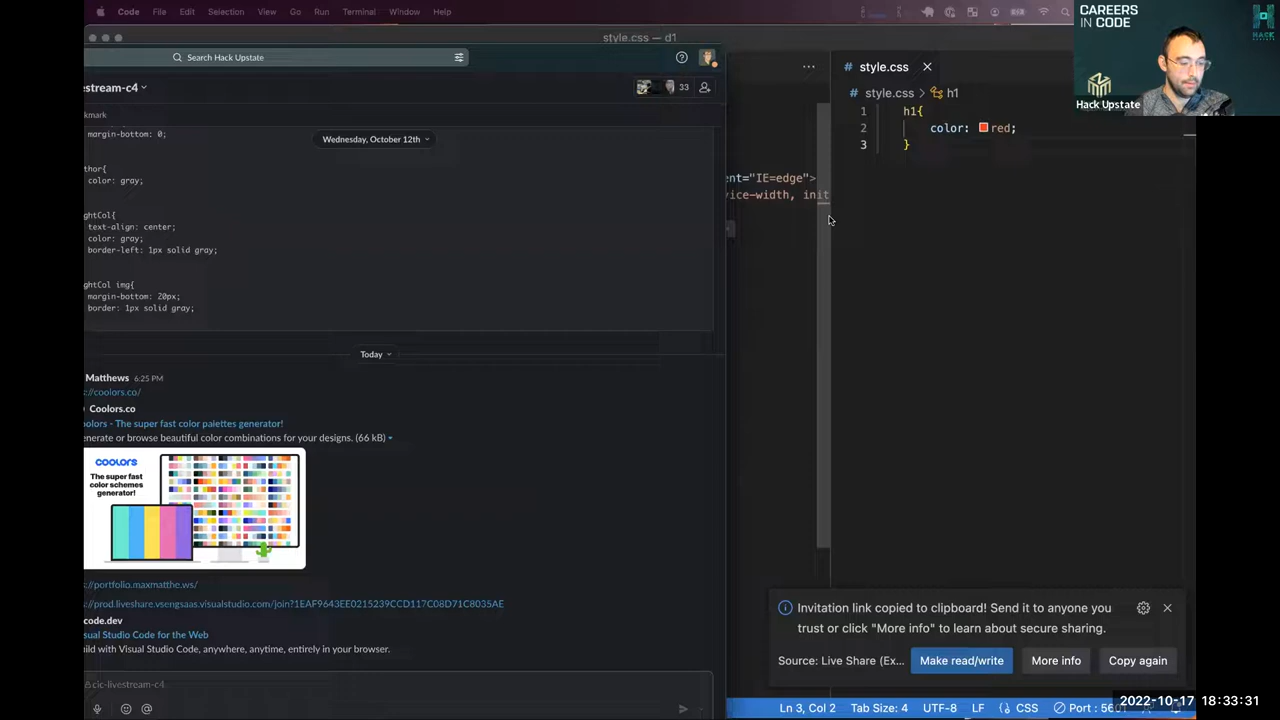 Code File Edit Selection View Go Run Terminal Window Help
CAREERS
IN CODE
HACK
Hack Upstate
style.css — d1
Search Hack Upstate
estream-c4
33
margin-bottom: 0;
Wednesday, October 12th
thor{
color: gray;
ghtCol{
text-align: center;
color: gray;
border-left: 1px solid gray;
ghtCol img{
margin-bottom: 20px;
border: 1px solid gray;
Today
Matthews 6:25 PM
://coolors.co/
Coolors.co
oolors - The super fast color palettes generator!
enerate or browse beautiful color combinations for your designs. (66 kB)
coolors
The super fast
color schemes
generator!
://portfolio.maxmatthe.ws/
://prod.liveshare.vsengsaas.visualstudio.com/join?1EAF9643EE0215239CCD117C08D71C8035AE
code.dev
sual Studio Code for the Web
ild with Visual Studio Code, anywhere, anytime, entirely in your browser.
cic-livestream-c4
ent="IE=edge">
vice-width, init
# style.css
# style.css > h1
1 h1{
2 color: red;
3 }
Invitation link copied to clipboard! Send it to anyone you
trust or click "More info" to learn about secure sharing.
Source: Live Share (Ex...
Make read/write
More info
Copy again
Ln 3, Col 2 Tab Size: 4 UTF-8 LF CSS Port :
2022-10-17 18:33:31